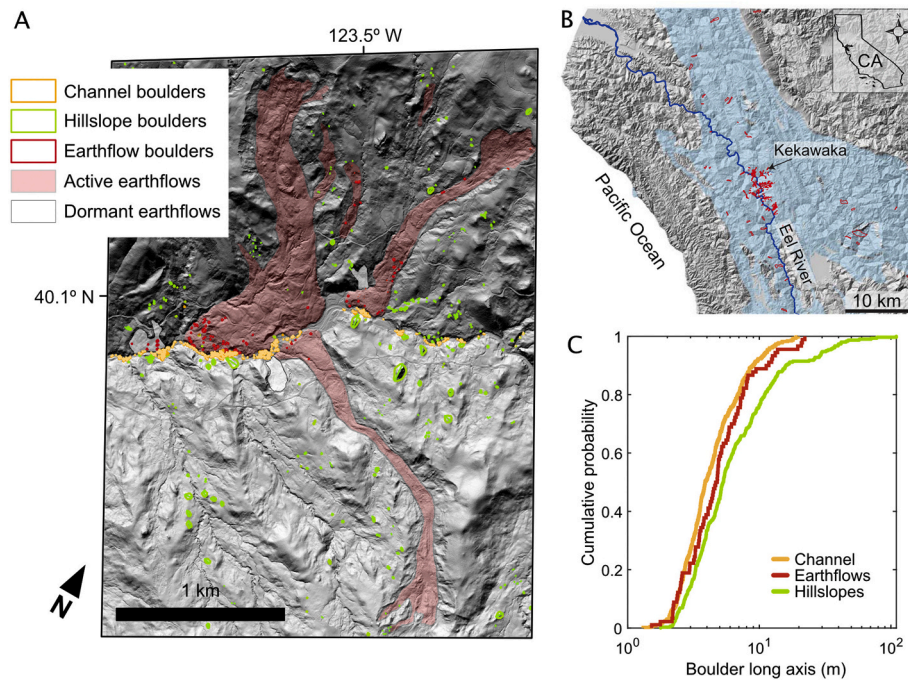 A
123.5° W
Channel boulders
Hillslope boulders
Earthflow boulders
Active earthflows
Dormant earthflows
40.1° N
N
1 km
B
N
CA
Kekawaka
Pacific Ocean
Eel River
10 km
C
Cumulative probability
1
0.8
0.6
0.4
0.2
0
Channel
Earthflows
Hillslopes
10⁰
10¹
10²
Boulder long axis (m)